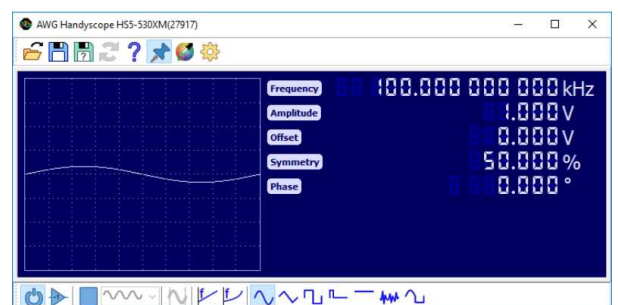 AWG Handyscope HS5-530XM(27917)
Frequency 100.000 000 000 kHz
Amplitude 1.000 V
Offset 0.000 V
Symmetry 50.000 %
Phase 0.000 °